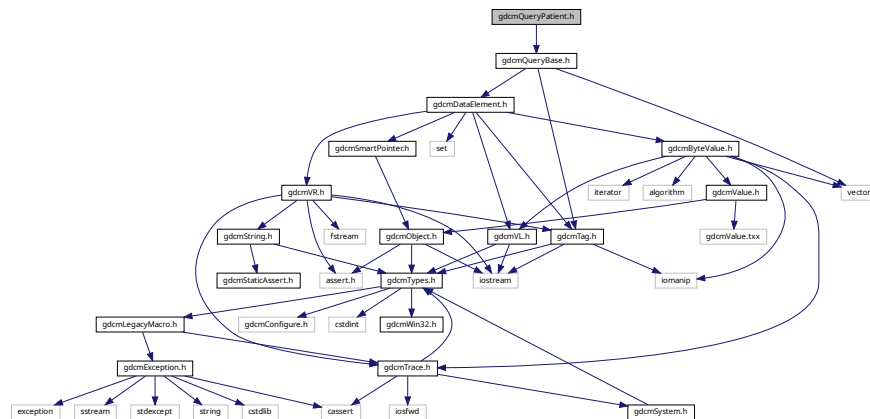 gdcmQueryPatient.h
gdcmQueryBase.h
gdcmDataElement.h
gdcmSmartPointer.h
set
gdcmByteValue.h
gdcmVR.h
iterator
algorithm
gdcmValue.h
vector
gdcmString.h
fstream
gdcmObject.h
gdcmVL.h
gdcmTag.h
gdcmValue.txx
gdcmStaticAssert.h
assert.h
gdcmTypes.h
iostream
iomanip
gdcmLegacyMacro.h
gdcmConfigure.h
cstdint
gdcmWin32.h
gdcmException.h
gdcmTrace.h
exception
sstream
stdexcept
string
cstdlib
cassert
iosfwd
gdcmSystem.h